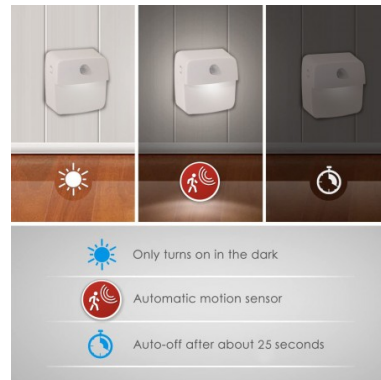 Only turns on in the dark
Automatic motion sensor
Auto-off after about 25 seconds